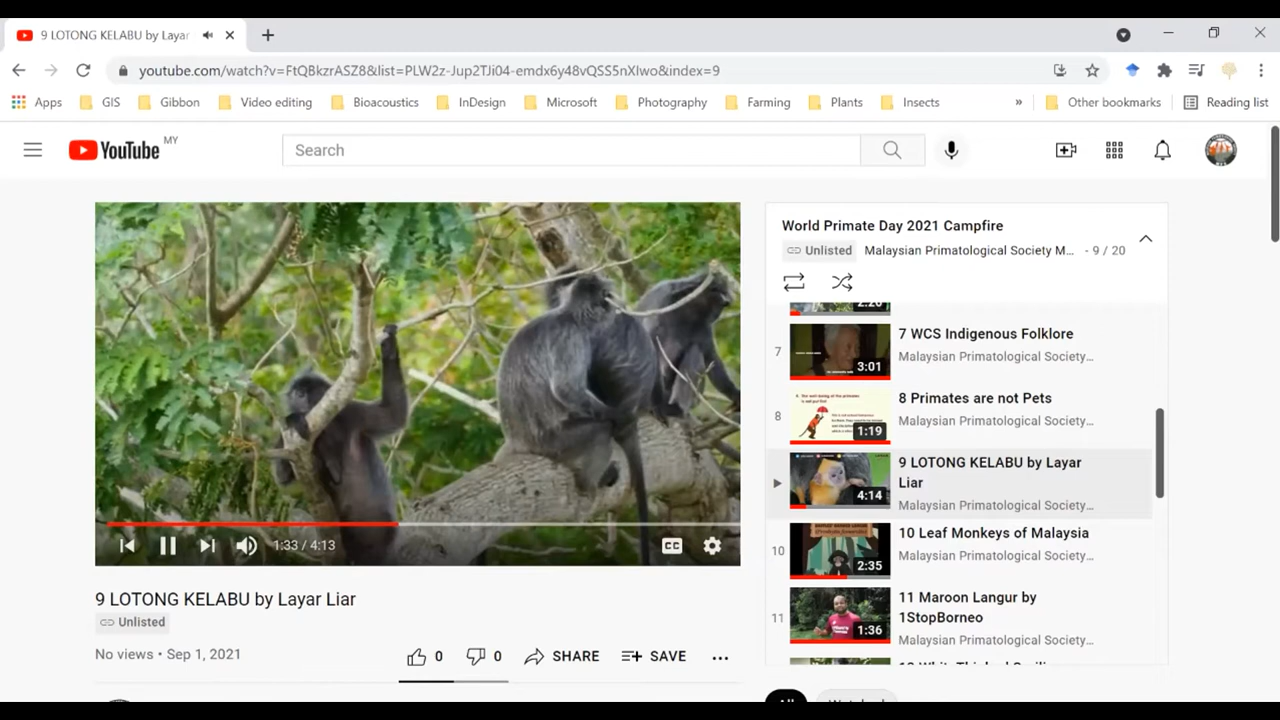 9 LOTONG KELABU by Layar
youtube.com/watch?v=FtQBkzrASZ8&list=PLW2z-Jup2TJi04-emdx6y48vQSS5nXIwo&index=9
Apps GIS Gibbon Video editing Bioacoustics InDesign Microsoft Photography Farming Plants Insects » Other bookmarks Reading list
YouTube MY
Search
World Primate Day 2021 Campfire
Unlisted Malaysian Primatological Society M... - 9 / 20
7
7 WCS Indigenous Folklore
Malaysian Primatological Society...
3:01
8
8 Primates are not Pets
Malaysian Primatological Society...
1:19
9 LOTONG KELABU by Layar
Liar
Malaysian Primatological Society...
4:14
10
10 Leaf Monkeys of Malaysia
Malaysian Primatological Society...
2:35
11
11 Maroon Langur by
1StopBorneo
Malaysian Primatological Society...
1:36
1:33 / 4:13
CC
9 LOTONG KELABU by Layar Liar
Unlisted
No views • Sep 1, 2021
0 0 SHARE SAVE ...
All